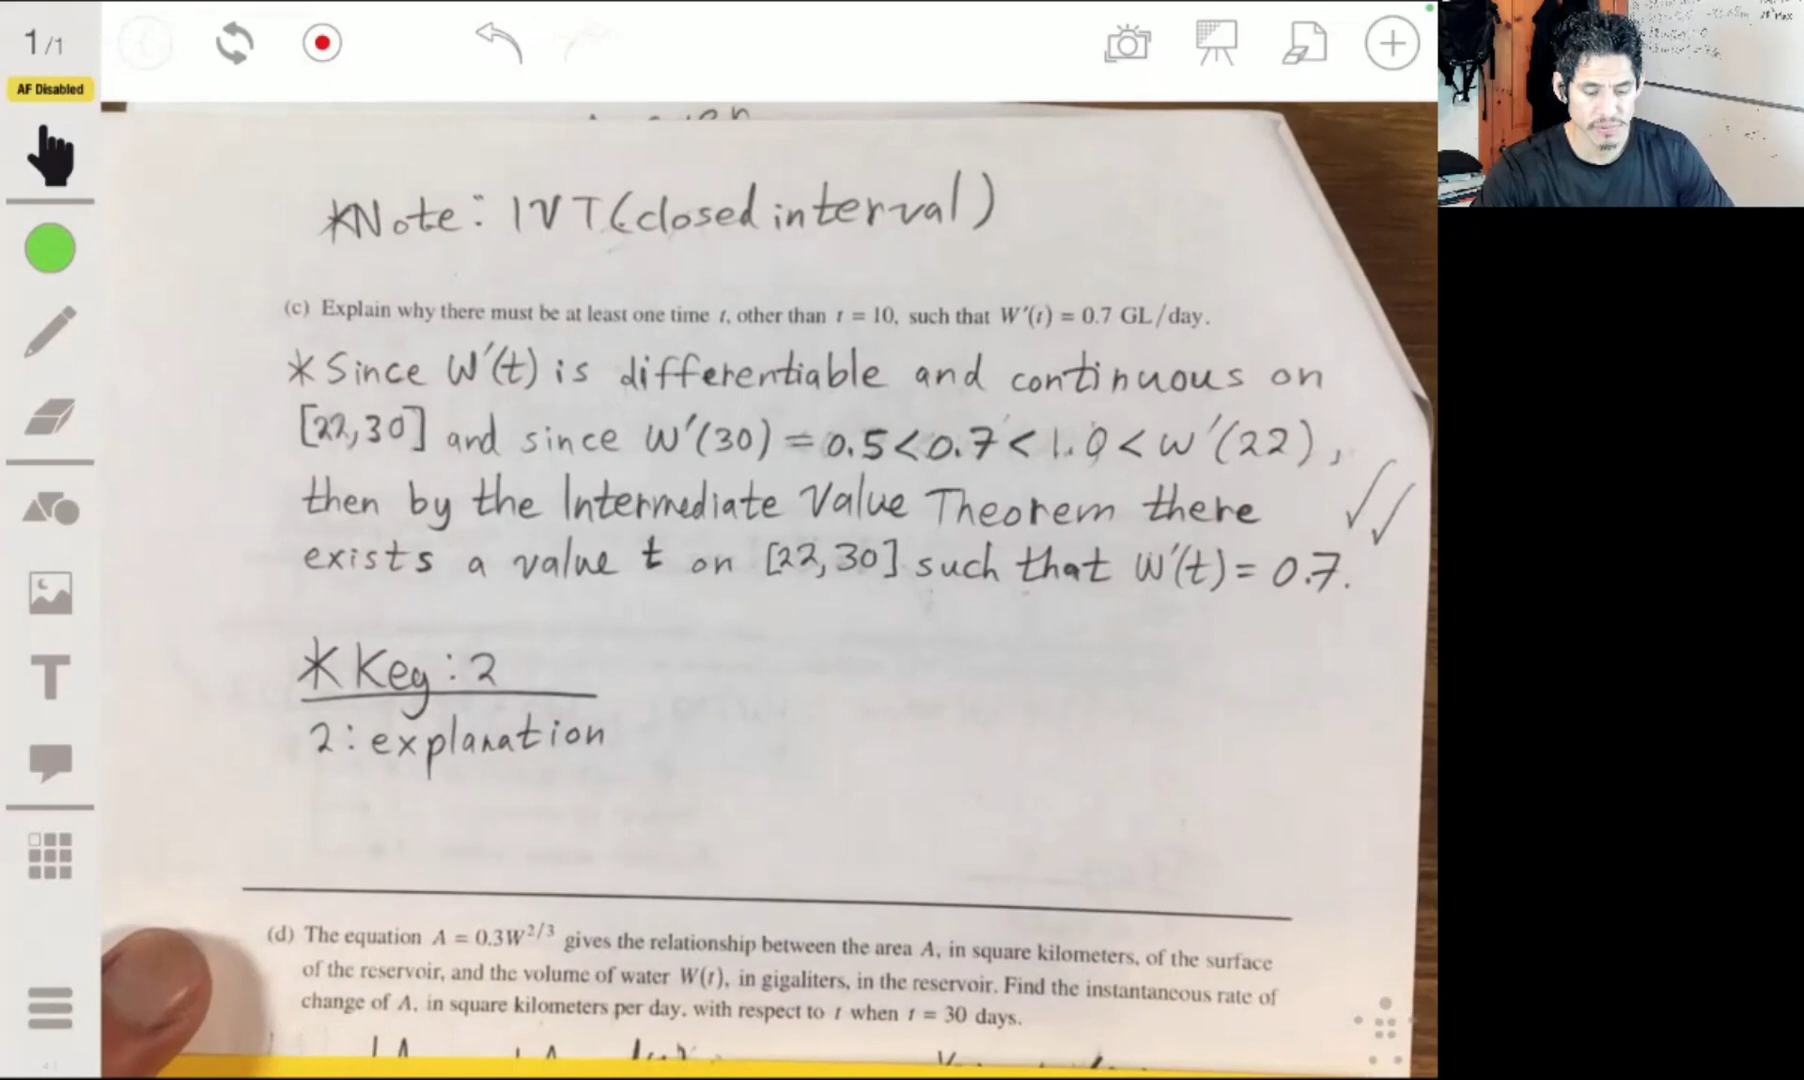 1/1
AF Disabled
*Note: IVT (closed interval)
(c) Explain why there must be at least one time t, other than t = 10, such that W′(t) = 0.7 GL/day.
*Since W′(t) is differentiable and continuous on
[22,30] and since W′(30) = 0.5 < 0.7 < 1.0 < W′(22),
then by the Intermediate Value Theorem there
exists a value t on [22,30] such that W′(t) = 0.7.
*Key: 2
2: explanation
(d) The equation A = 0.3W^{2/3} gives the relationship between the area A, in square kilometers, of the surface
of the reservoir, and the volume of water W(t), in gigaliters, in the reservoir. Find the instantaneous rate of
change of A, in square kilometers per day, with respect to t when t = 30 days.
T